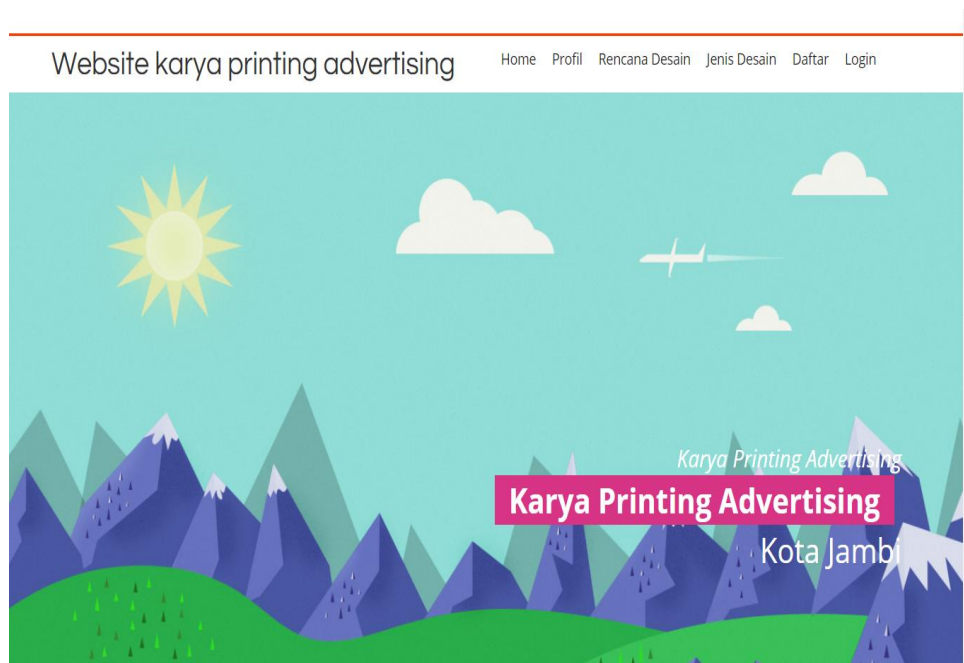 Website karya printing advertising
Home Profil Rencana Desain Jenis Desain Daftar Login
Karya Printing Advertising
Karya Printing Advertising
Kota Jambi